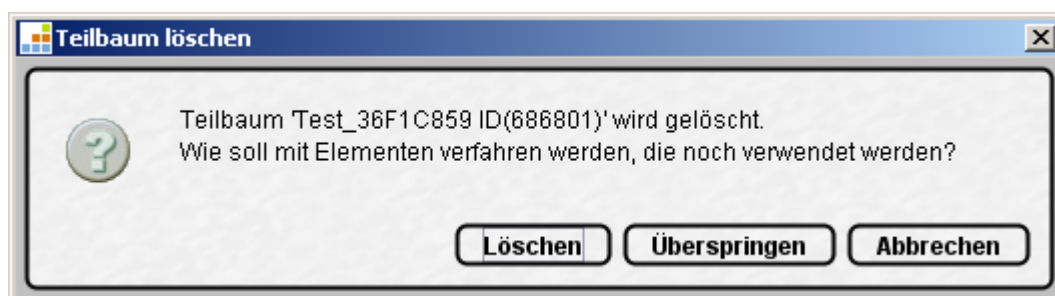 Teilbaum löschen
Teilbaum 'Test_36F1C859 ID(686801)' wird gelöscht.
Wie soll mit Elementen verfahren werden, die noch verwendet werden?
Löschen Überspringen Abbrechen